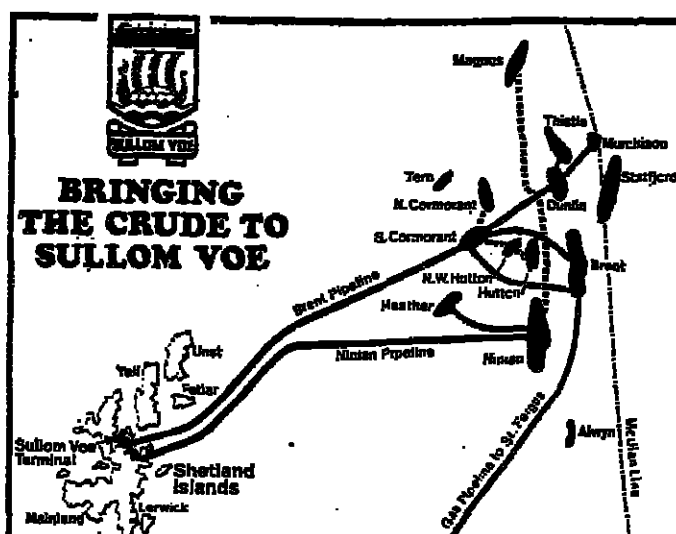 SULLOM VOE
BRINGING
THE CRUDE TO
SULLOM VOE
Magnus
Thistle
Murchison
Statfjord
Tern
N. Cormorant
Dunlin
S. Cormorant
Brent
N.W. Hutton
Hutton
Brent Pipeline
Heather
Ninian Pipeline
Ninian
Unst
Yell
Fetlar
Alwyn
Sullom Voe
Terminal
Shetland
Islands
Gas Pipeline to St. Fergus
Median Line
Mainland
Lerwick